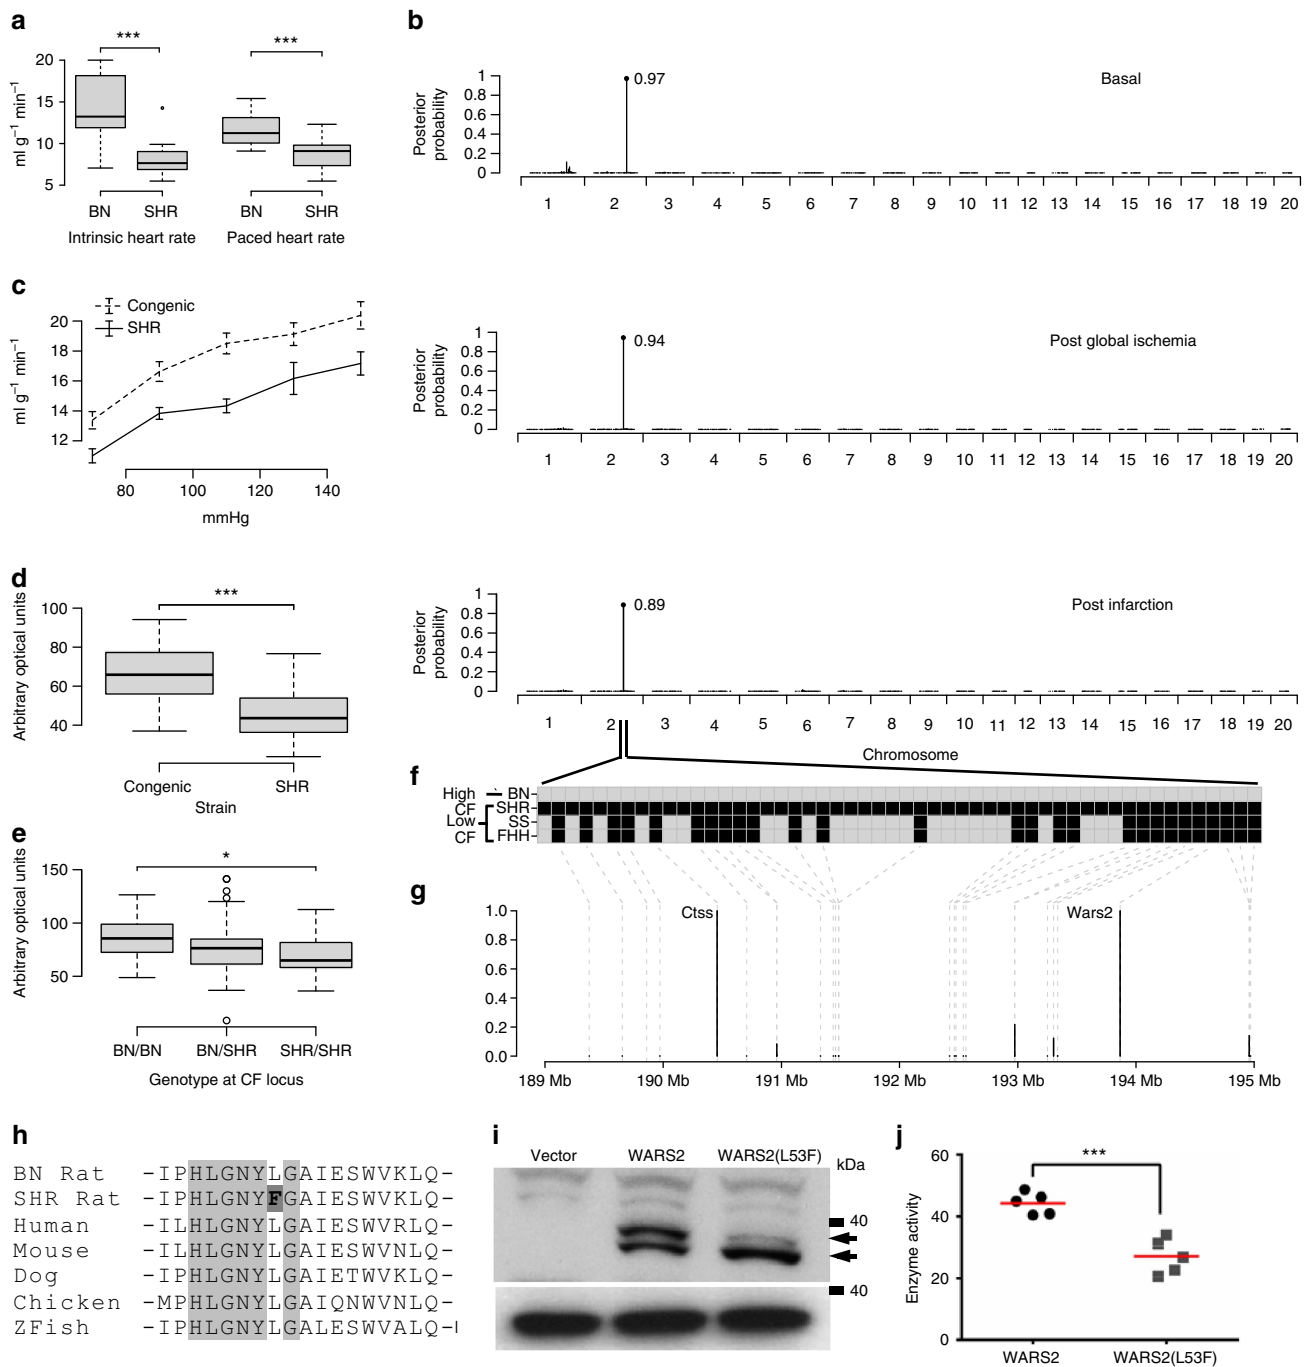 a
***
***
20
15
10
5
ml g⁻¹ min⁻¹
BN SHR BN SHR
Intrinsic heart rate Paced heart rate
b
Posterior probability
1
0.8
0.6
0.4
0.2
0
0.97
Basal
1 2 3 4 5 6 7 8 9 10 11 12 13 14 15 16 17 18 19 20
c
Congenic
SHR
20
18
16
14
12
ml g⁻¹ min⁻¹
80 100 120 140
mmHg
Posterior probability
1
0.8
0.6
0.4
0.2
0
0.94
Post global ischemia
1 2 3 4 5 6 7 8 9 10 11 12 13 14 15 16 17 18 19 20
d
***
100
80
60
40
Arbitrary optical units
Congenic SHR
Strain
Posterior probability
1
0.8
0.6
0.4
0.2
0
0.89
Post infarction
1 2 3 4 5 6 7 8 9 10 11 12 13 14 15 16 17 18 19 20
Chromosome
e
*
150
100
50
Arbitrary optical units
BN/BN BN/SHR SHR/SHR
Genotype at CF locus
f
High CF BN
Low CF SHR
SS
FHH
g
Ctss
Wars2
1.0
0.8
0.6
0.4
0.2
0.0
189 Mb 190 Mb 191 Mb 192 Mb 193 Mb 194 Mb 195 Mb
h
BN Rat -IPHLGNYLGAIESWVKLQ-
SHR Rat -IPHLGNYFGAIESWVKLQ-
Human -ILHLGNYLGAIESWVRLQ-
Mouse -ILHLGNYLGAIESWVNLQ-
Dog -IPHLGNYLGAIETWVKLQ-
Chicken -MPHLGNYLGAIQNWVNLQ-
ZFish -IPHLGNYLGALESWVALQ-
i
Vector WARS2 WARS2(L53F)
kDa
40
40
j
***
60
40
20
0
Enzyme activity
WARS2 WARS2(L53F)